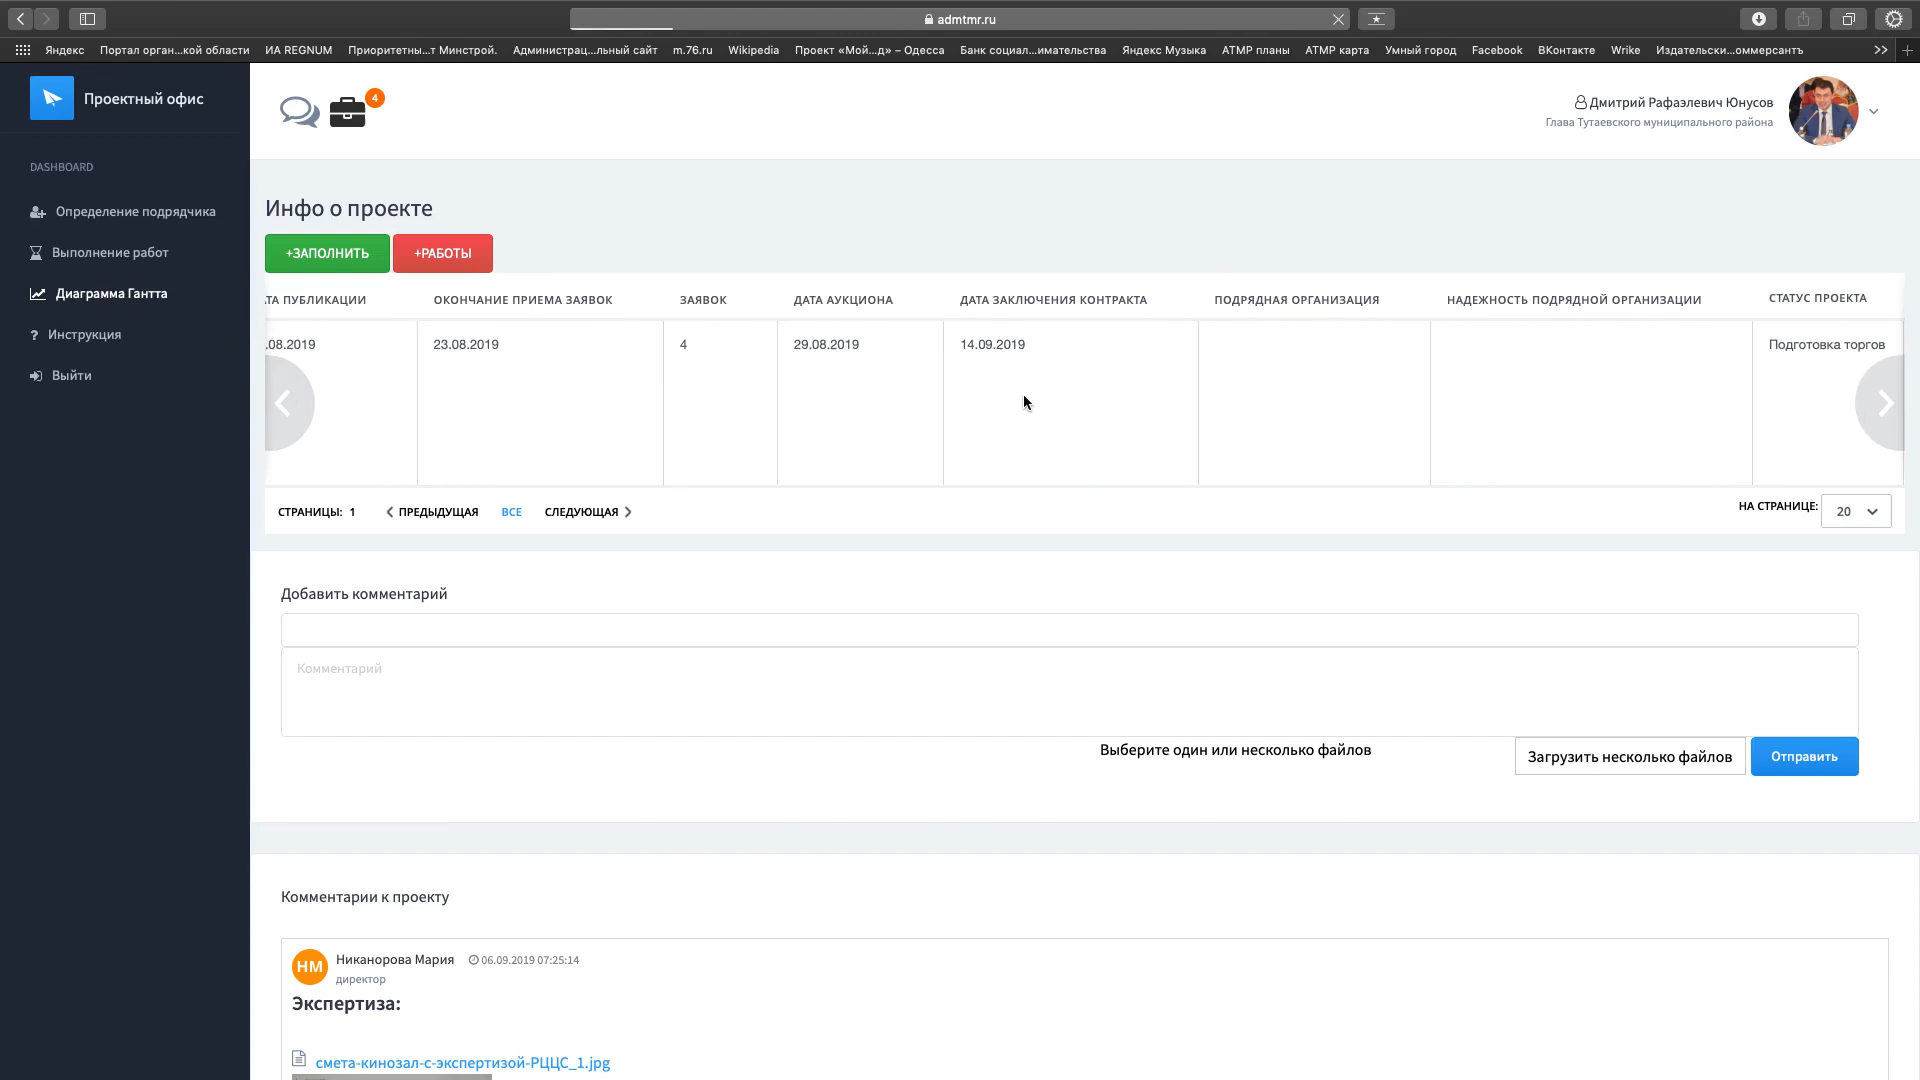 admtmr.ru
Яндекс Портал орган...кой области ИА REGNUM Приоритетны...т Минстрой. Администрац...льный сайт m.76.ru Wikipedia Проект «Мой...д» – Одесса Банк социал...имательства Яндекс Музыка АТМР планы АТМР карта Умный город Facebook ВКонтакте Wrike Издательски...оммерсантъ
Проектный офис
4
Дмитрий Рафаэлевич Юнусов
Глава Тутаевского муниципального района
DASHBOARD
Определение подрядчика
Выполнение работ
Диаграмма Гантта
? Инструкция
Выйти
Инфо о проекте
+ЗАПОЛНИТЬ +РАБОТЫ
ТА ПУБЛИКАЦИИ ОКОНЧАНИЕ ПРИЕМА ЗАЯВОК ЗАЯВОК ДАТА АУКЦИОНА ДАТА ЗАКЛЮЧЕНИЯ КОНТРАКТА ПОДРЯДНАЯ ОРГАНИЗАЦИЯ НАДЕЖНОСТЬ ПОДРЯДНОЙ ОРГАНИЗАЦИИ СТАТУС ПРОЕКТА
.08.2019 23.08.2019 4 29.08.2019 14.09.2019 Подготовка торгов
СТРАНИЦЫ: 1 ПРЕДЫДУЩАЯ ВСЕ СЛЕДУЮЩАЯ НА СТРАНИЦЕ: 20
Добавить комментарий
Комментарий
Выберите один или несколько файлов Загрузить несколько файлов Отправить
Комментарии к проекту
НМ Никанорова Мария 06.09.2019 07:25:14
директор
Экспертиза:
смета-кинозал-с-экспертизой-РЦЦС_1.jpg